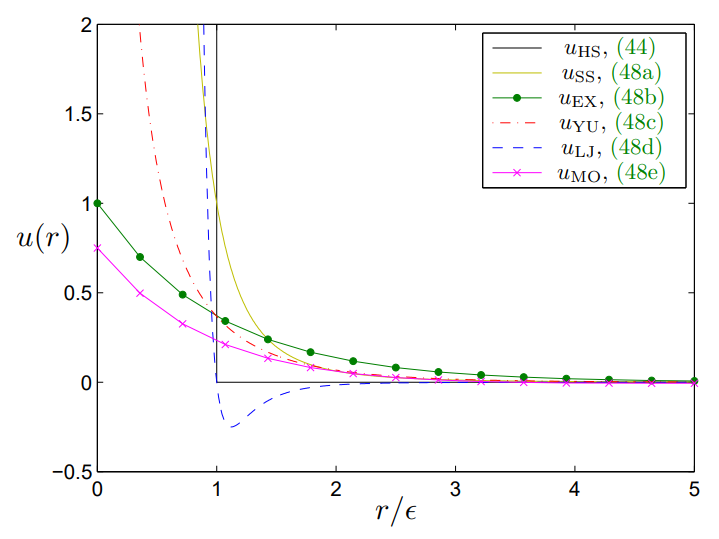 2
1.5
1
0.5
0
−0.5
u(r)
0 1 2 3 4 5
r/ϵ
u_HS, (44)
u_SS, (48a)
u_EX, (48b)
u_YU, (48c)
u_LJ, (48d)
u_MO, (48e)